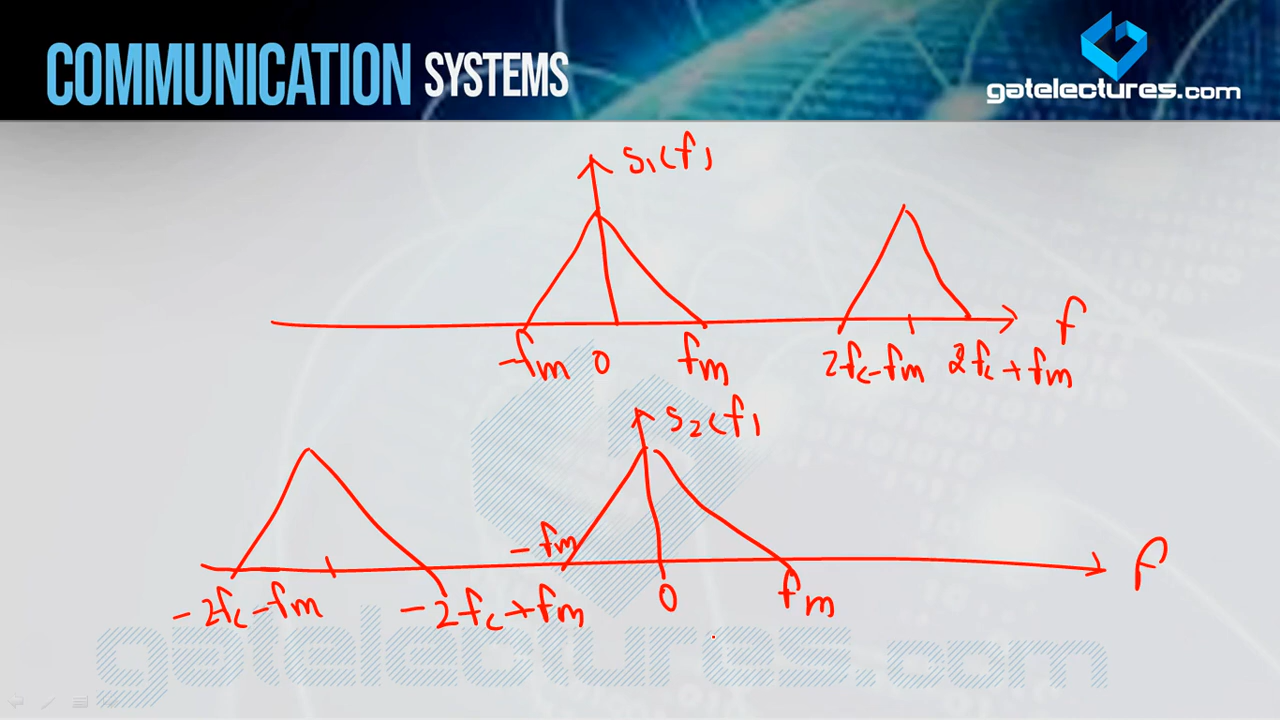 COMMUNICATION SYSTEMS
gatelectures.com
S₁(f)
f
-fm 0 fm 2fc-fm 2fc+fm
S₂(f)
-fm
f
-2fc-fm -2fc+fm 0 fm
gatelectures.com